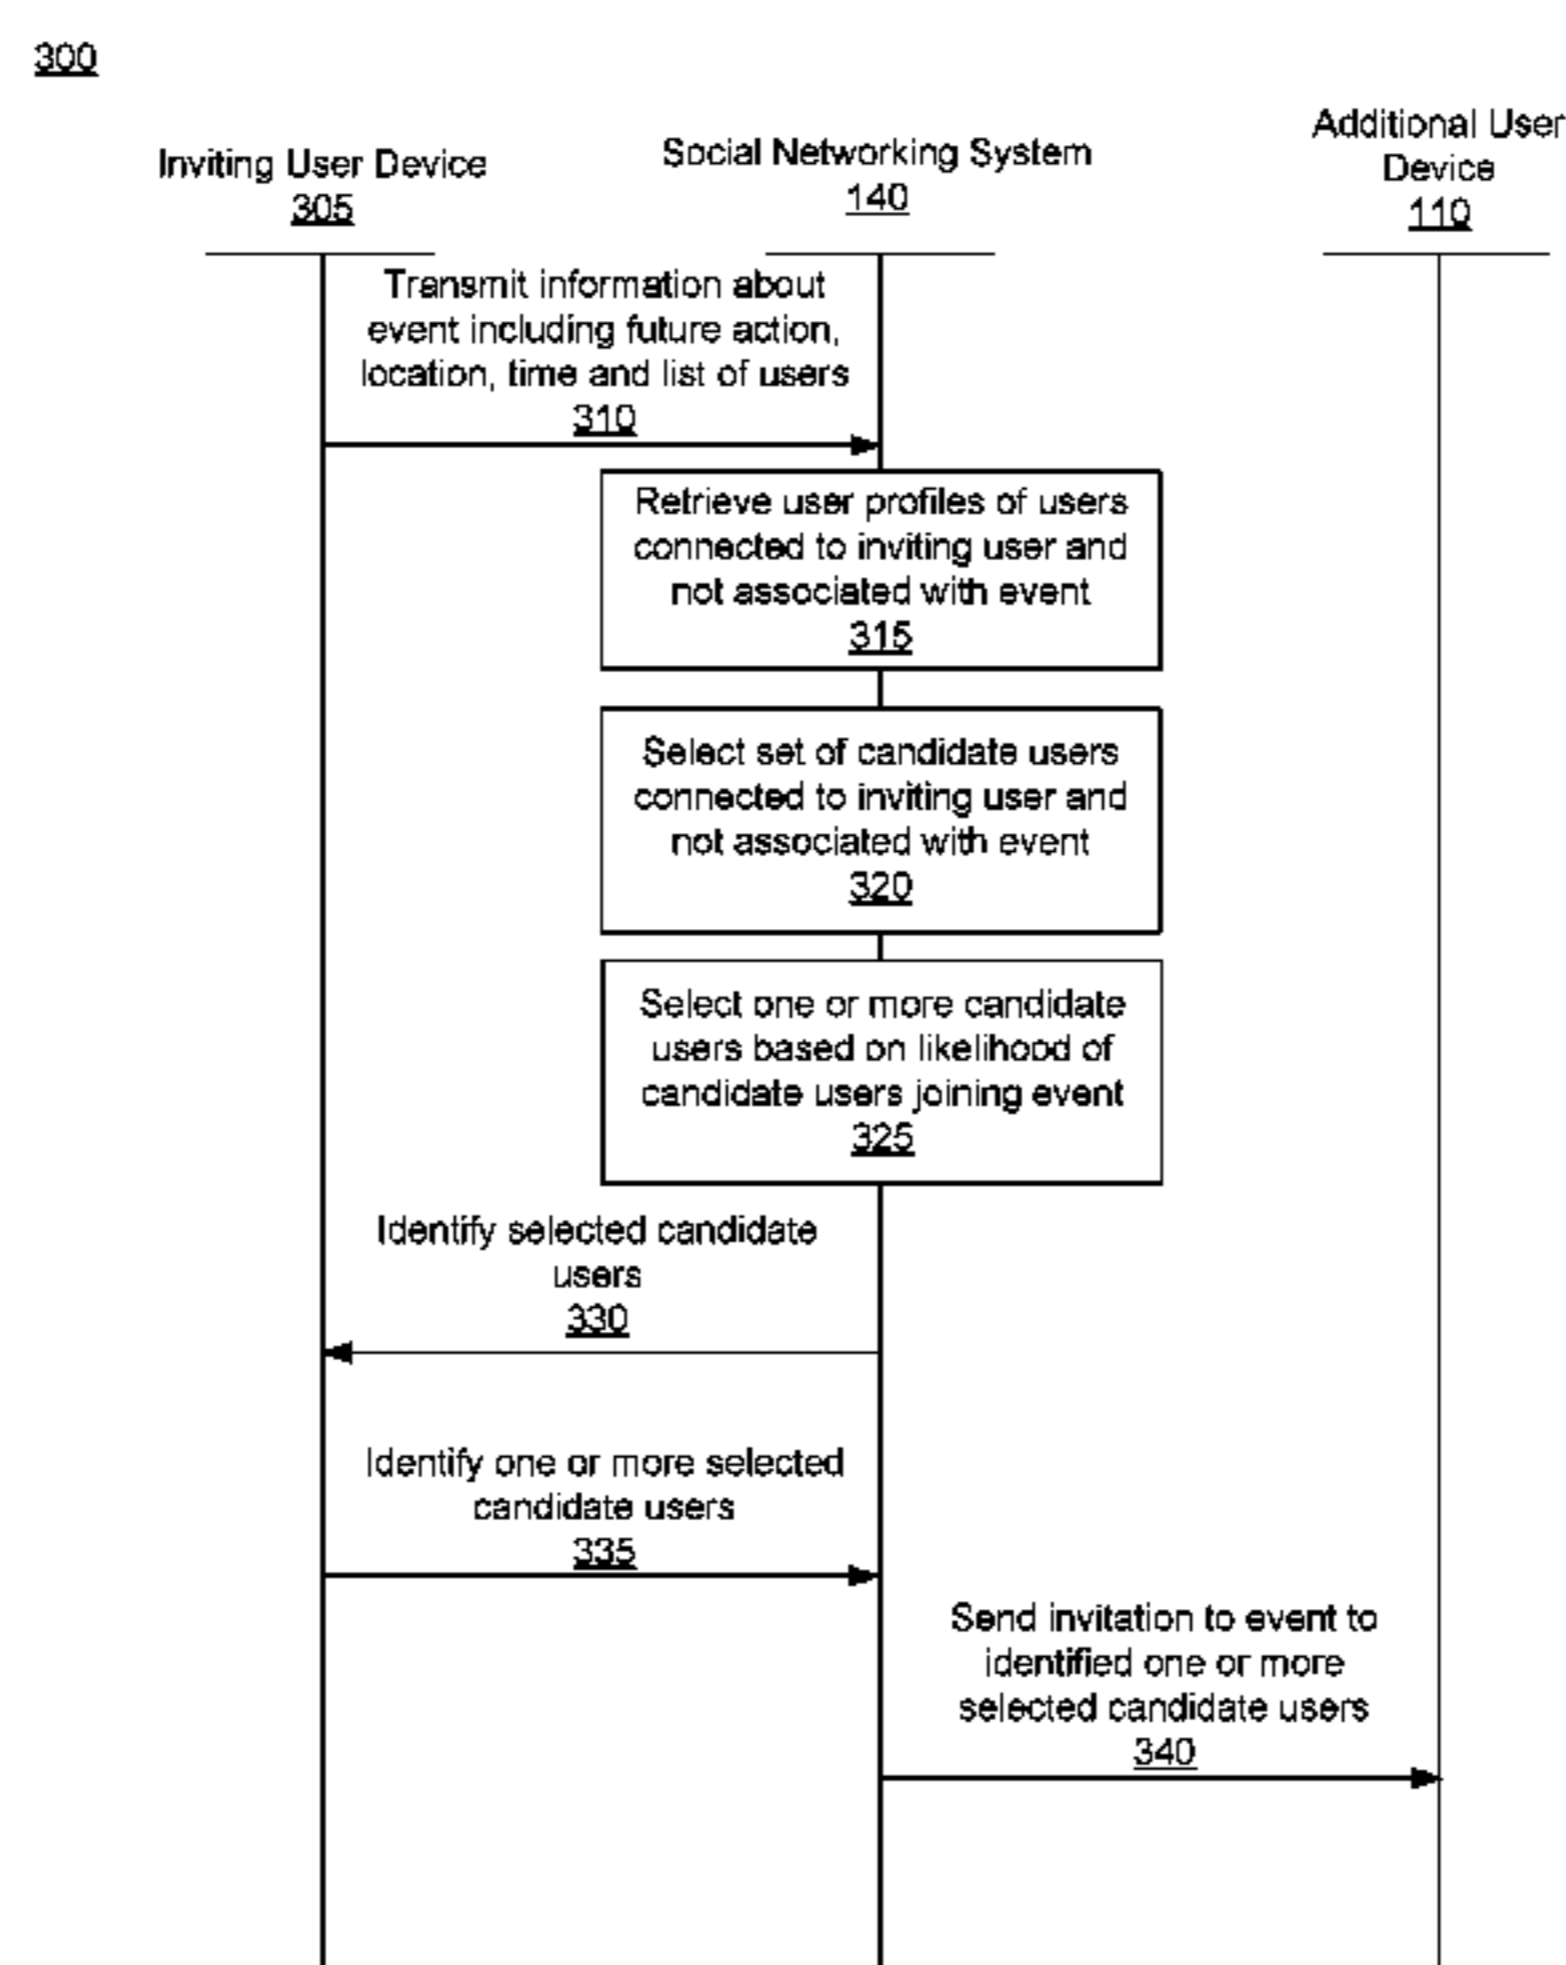 300
Inviting User Device
305
Social Networking System
140
Additional User
Device
110
Transmit information about
event including future action,
location, time and list of users
310
Retrieve user profiles of users
connected to inviting user and
not associated with event
315
Select set of candidate users
connected to inviting user and
not associated with event
320
Select one or more candidate
users based on likelihood of
candidate users joining event
325
Identify selected candidate
users
330
Identify one or more selected
candidate users
335
Send invitation to event to
identified one or more
selected candidate users
340